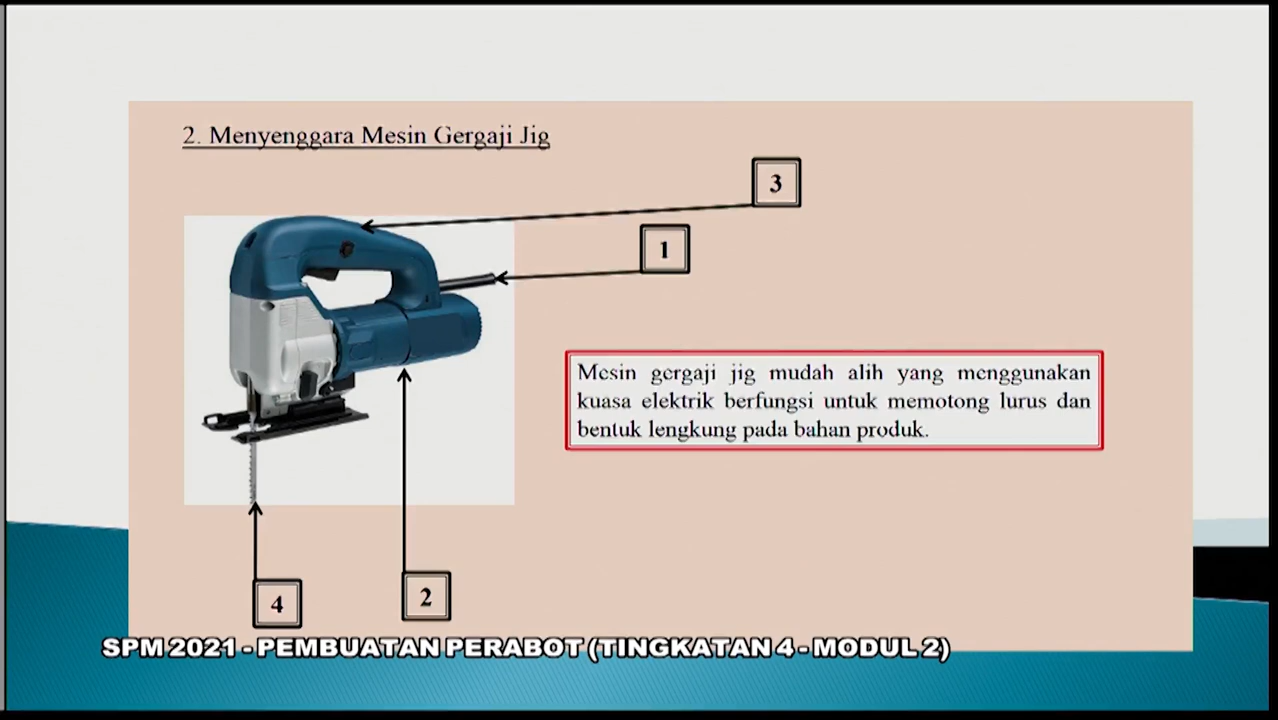 2. Menyenggara Mesin Gergaji Jig
3
1
Mesin gergaji jig mudah alih yang menggunakan
kuasa elektrik berfungsi untuk memotong lurus dan
bentuk lengkung pada bahan produk.
4
2
SPM 2021 - PEMBUATAN PERABOT (TINGKATAN 4 - MODUL 2)